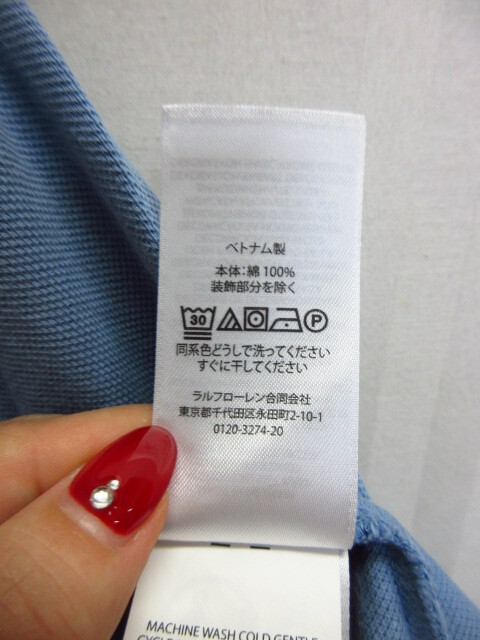 ベトナム製
本体：綿 100%
装飾部分を除く
30 P
同系色どうしで洗ってください
すぐに干してください
ラルフローレン合同会社
東京都千代田区永田町2-10-1
0120-3274-20
MACHINE WASH COLD GENTLE